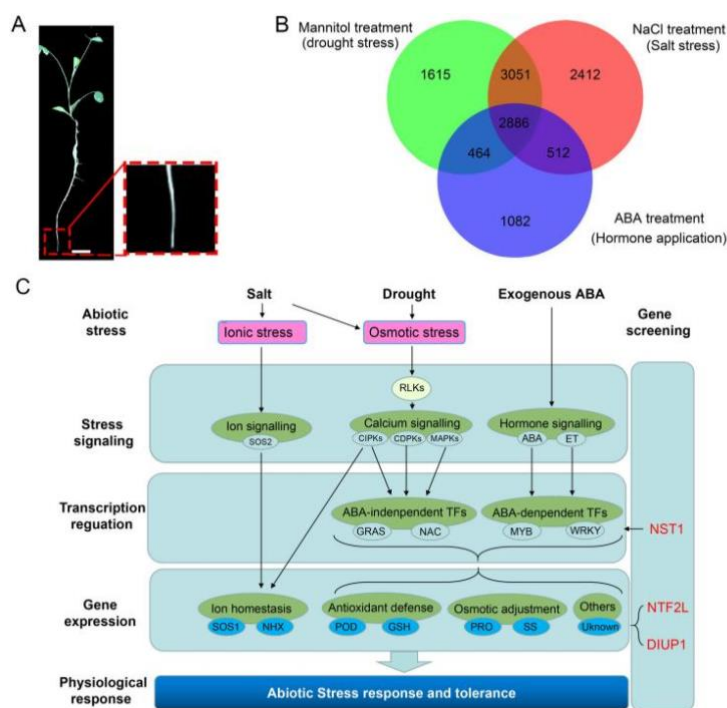 A
B
Mannitol treatment
(drought stress)
NaCl treatment
(Salt stress)
1615
3051
2412
2886
464
512
1082
ABA treatment
(Hormone application)
C
Salt
Drought
Exogenous ABA
Abiotic
stress
Gene
screening
Ionic stress
Osmotic stress
RLKs
Stress
signaling
Ion signalling
SOS2
Calcium signalling
CIPKs
CDPKs
MAPKs
Hormone signalling
ABA
ET
Transcription
reguation
ABA-indenpendent TFs
GRAS
NAC
ABA-denpendent TFs
MYB
WRKY
NST1
Gene
expression
Ion homestasis
SOS1
NHX
Antioxidant defense
POD
GSH
Osmotic adjustment
PRO
SS
Others
Uknown
NTF2L
DIUP1
Physiological
response
Abiotic Stress response and tolerance